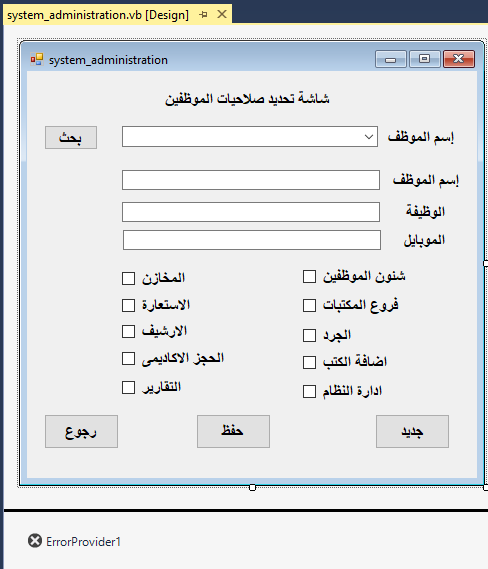 system_administration.vb [Design]
system_administration
شاشة تحديد صلاحيات الموظفين
إسم الموظف
بحث
إسم الموظف
الوظيفة
الموبايل
شئون الموظفين
المخازن
فروع المكتبات
الاستعارة
الجرد
الارشيف
اضافة الكتب
الحجز الاكاديمى
ادارة النظام
التقارير
جديد
حفظ
رجوع
ErrorProvider1